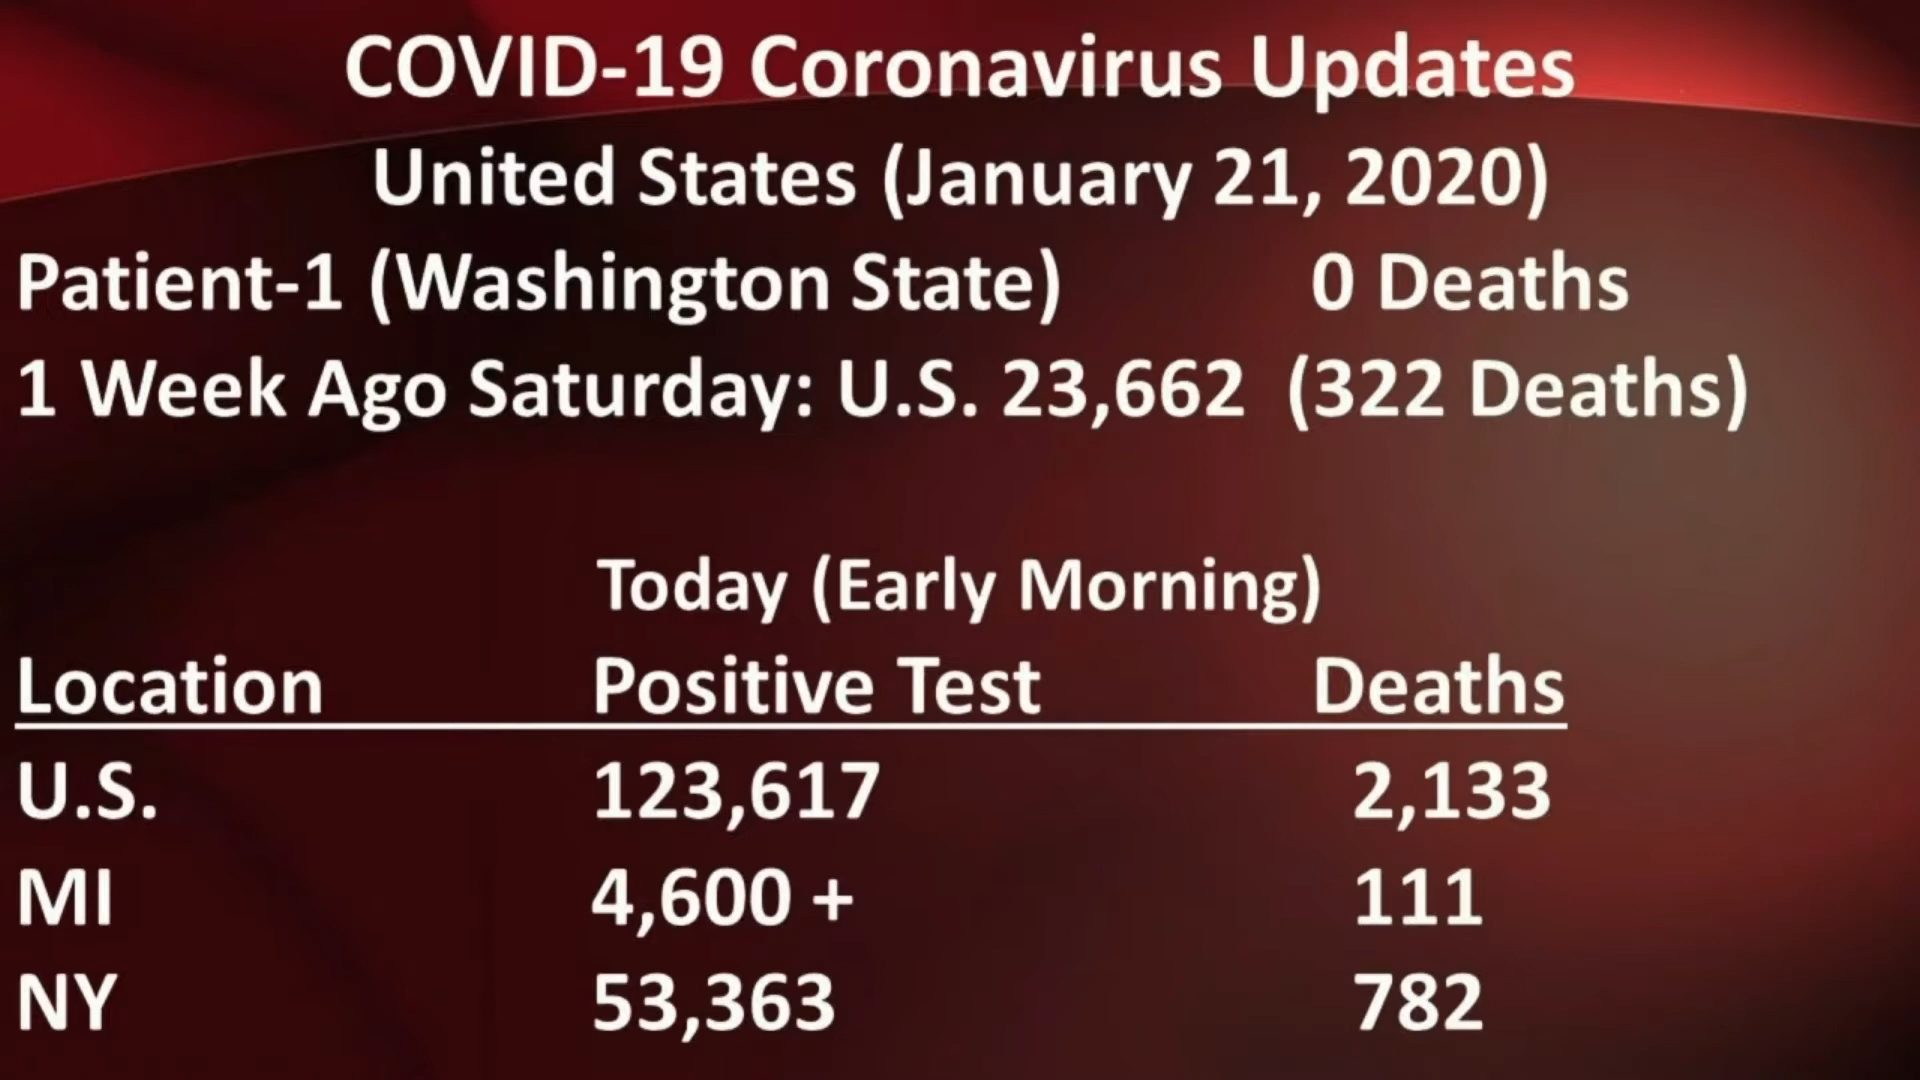 COVID-19 Coronavirus Updates
United States (January 21, 2020)
Patient-1 (Washington State) 0 Deaths
1 Week Ago Saturday: U.S. 23,662 (322 Deaths)
Today (Early Morning)
Location Positive Test Deaths
U.S. 123,617 2,133
MI 4,600 + 111
NY 53,363 782